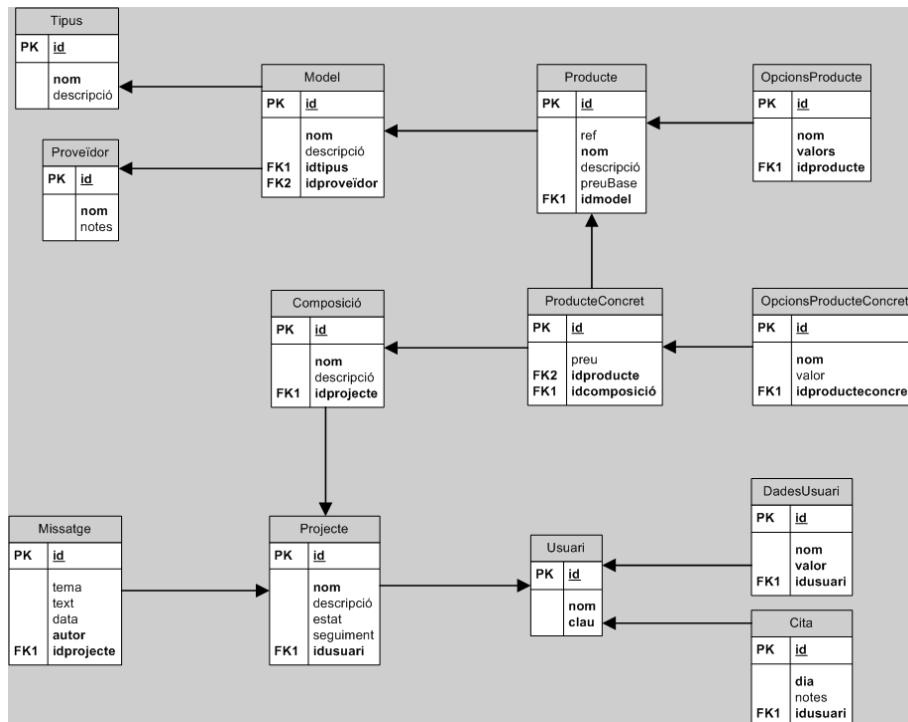 Tipus
PK id
nom
descripció
Proveïdor
PK id
nom
notes
Model
PK id
nom
descripció
FK1 idtipus
FK2 idproveïdor
Producte
PK id
ref
nom
descripció
preuBase
FK1 idmodel
OpcionsProducte
PK id
nom
valors
FK1 idproducte
Composició
PK id
nom
descripció
FK1 idprojecte
ProducteConcret
PK id
preu
FK2 idproducte
FK1 idcomposició
OpcionsProducteConcret
PK id
nom
valor
FK1 idproducteconcre
Missatge
PK id
tema
text
data
autor
FK1 idprojecte
Projecte
PK id
nom
descripció
estat
seguiment
FK1 idusuari
Usuari
PK id
nom
clau
DadesUsuari
PK id
nom
valor
FK1 idusuari
Cita
PK id
dia
notes
FK1 idusuari